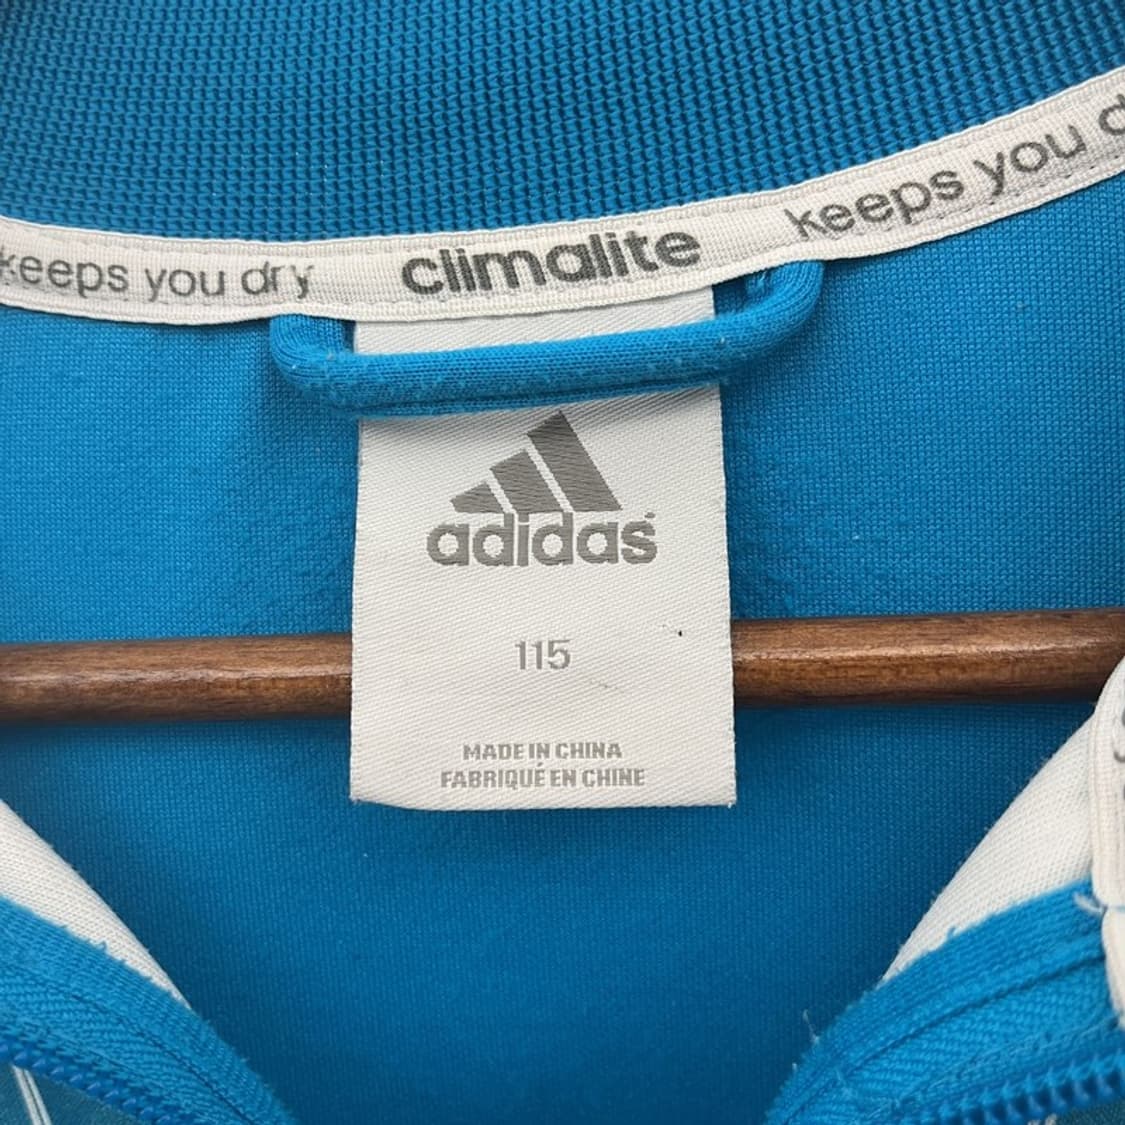 keeps you dry climalite keeps you
adidas
115
MADE IN CHINA
FABRIQUÉ EN CHINE